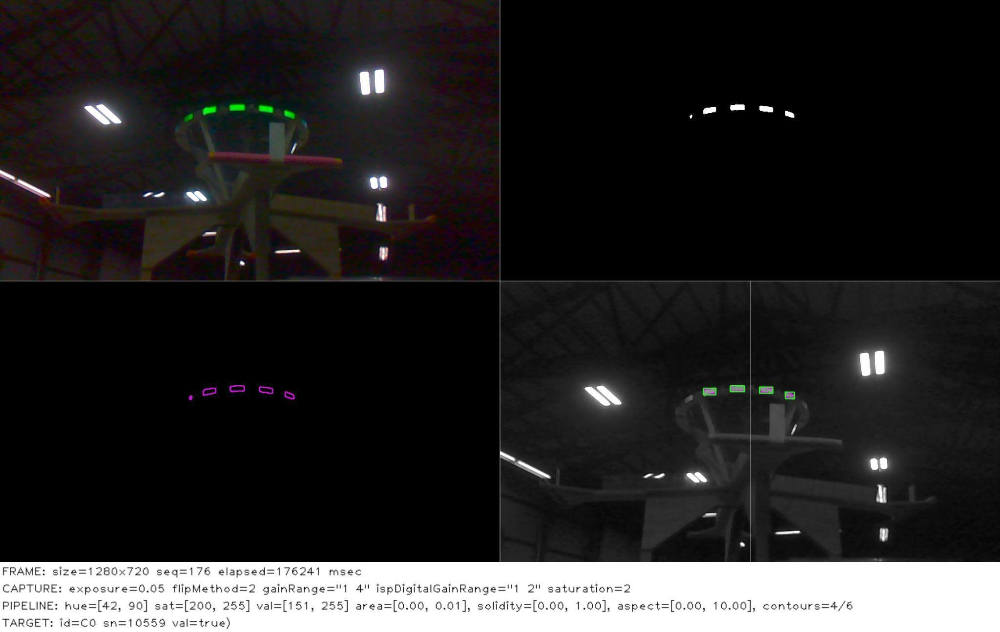 FRAME: size=1280x720 seq=176 elapsed=176241 msec
CAPTURE: exposure=0.05 flipMethod=2 gainRange="1 4" ispDigitalGainRange="1 2" saturation=2
PIPELINE: hue=[42, 90] sat=[200, 255] val=[151, 255] area=[0.00, 0.01], solidity=[0.00, 1.00], aspect=[0.00, 10.00], contours=4/6
TARGET: id=C0 sn=10559 val=true)